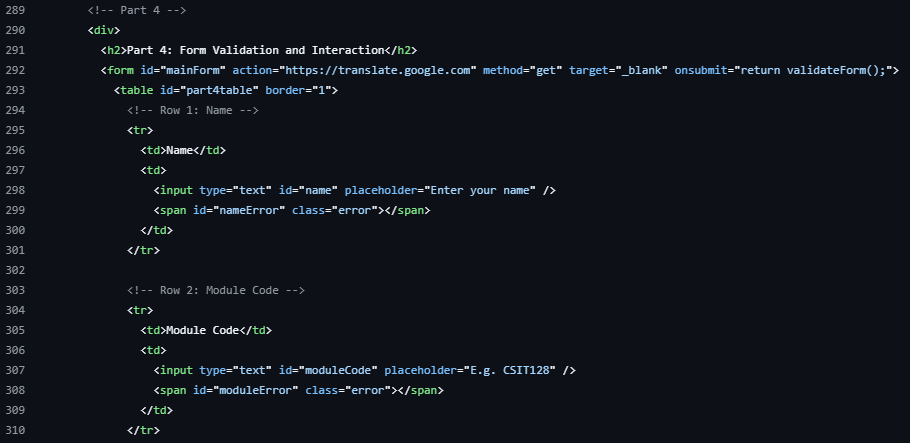 289 <!-- Part 4 -->
290 <div>
291 <h2>Part 4: Form Validation and Interaction</h2>
292 <form id="mainForm" action="https://translate.google.com" method="get" target="_blank" onsubmit="return validateForm();">
293 <table id="part4table" border="1">
294 <!-- Row 1: Name -->
295 <tr>
296 <td>Name</td>
297 <td>
298 <input type="text" id="name" placeholder="Enter your name" />
299 <span id="nameError" class="error"></span>
300 </td>
301 </tr>
302
303 <!-- Row 2: Module Code -->
304 <tr>
305 <td>Module Code</td>
306 <td>
307 <input type="text" id="moduleCode" placeholder="E.g. CSIT128" />
308 <span id="moduleError" class="error"></span>
309 </td>
310 </tr>